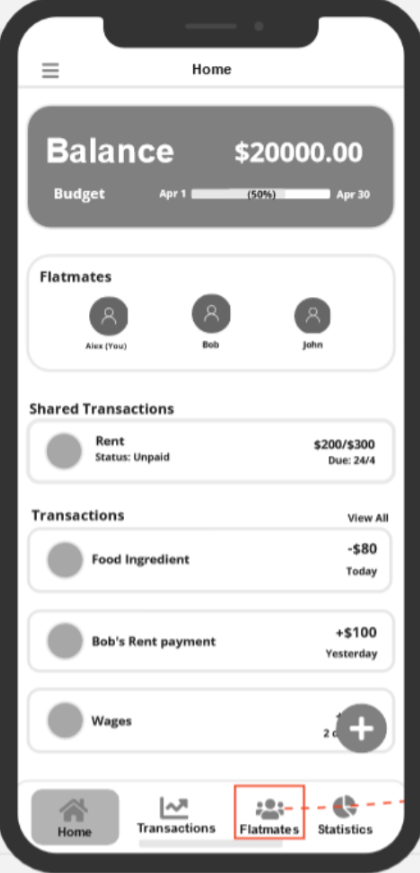 Home
Balance $20000.00
Budget Apr 1 (50%) Apr 30
Flatmates
Alex (You) Bob John
Shared Transactions
Rent $200/$300
Status: Unpaid Due: 24/4
Transactions View All
Food Ingredient -$80
Today
Bob's Rent payment +$100
Yesterday
Wages
2
Home Transactions Flatmates Statistics